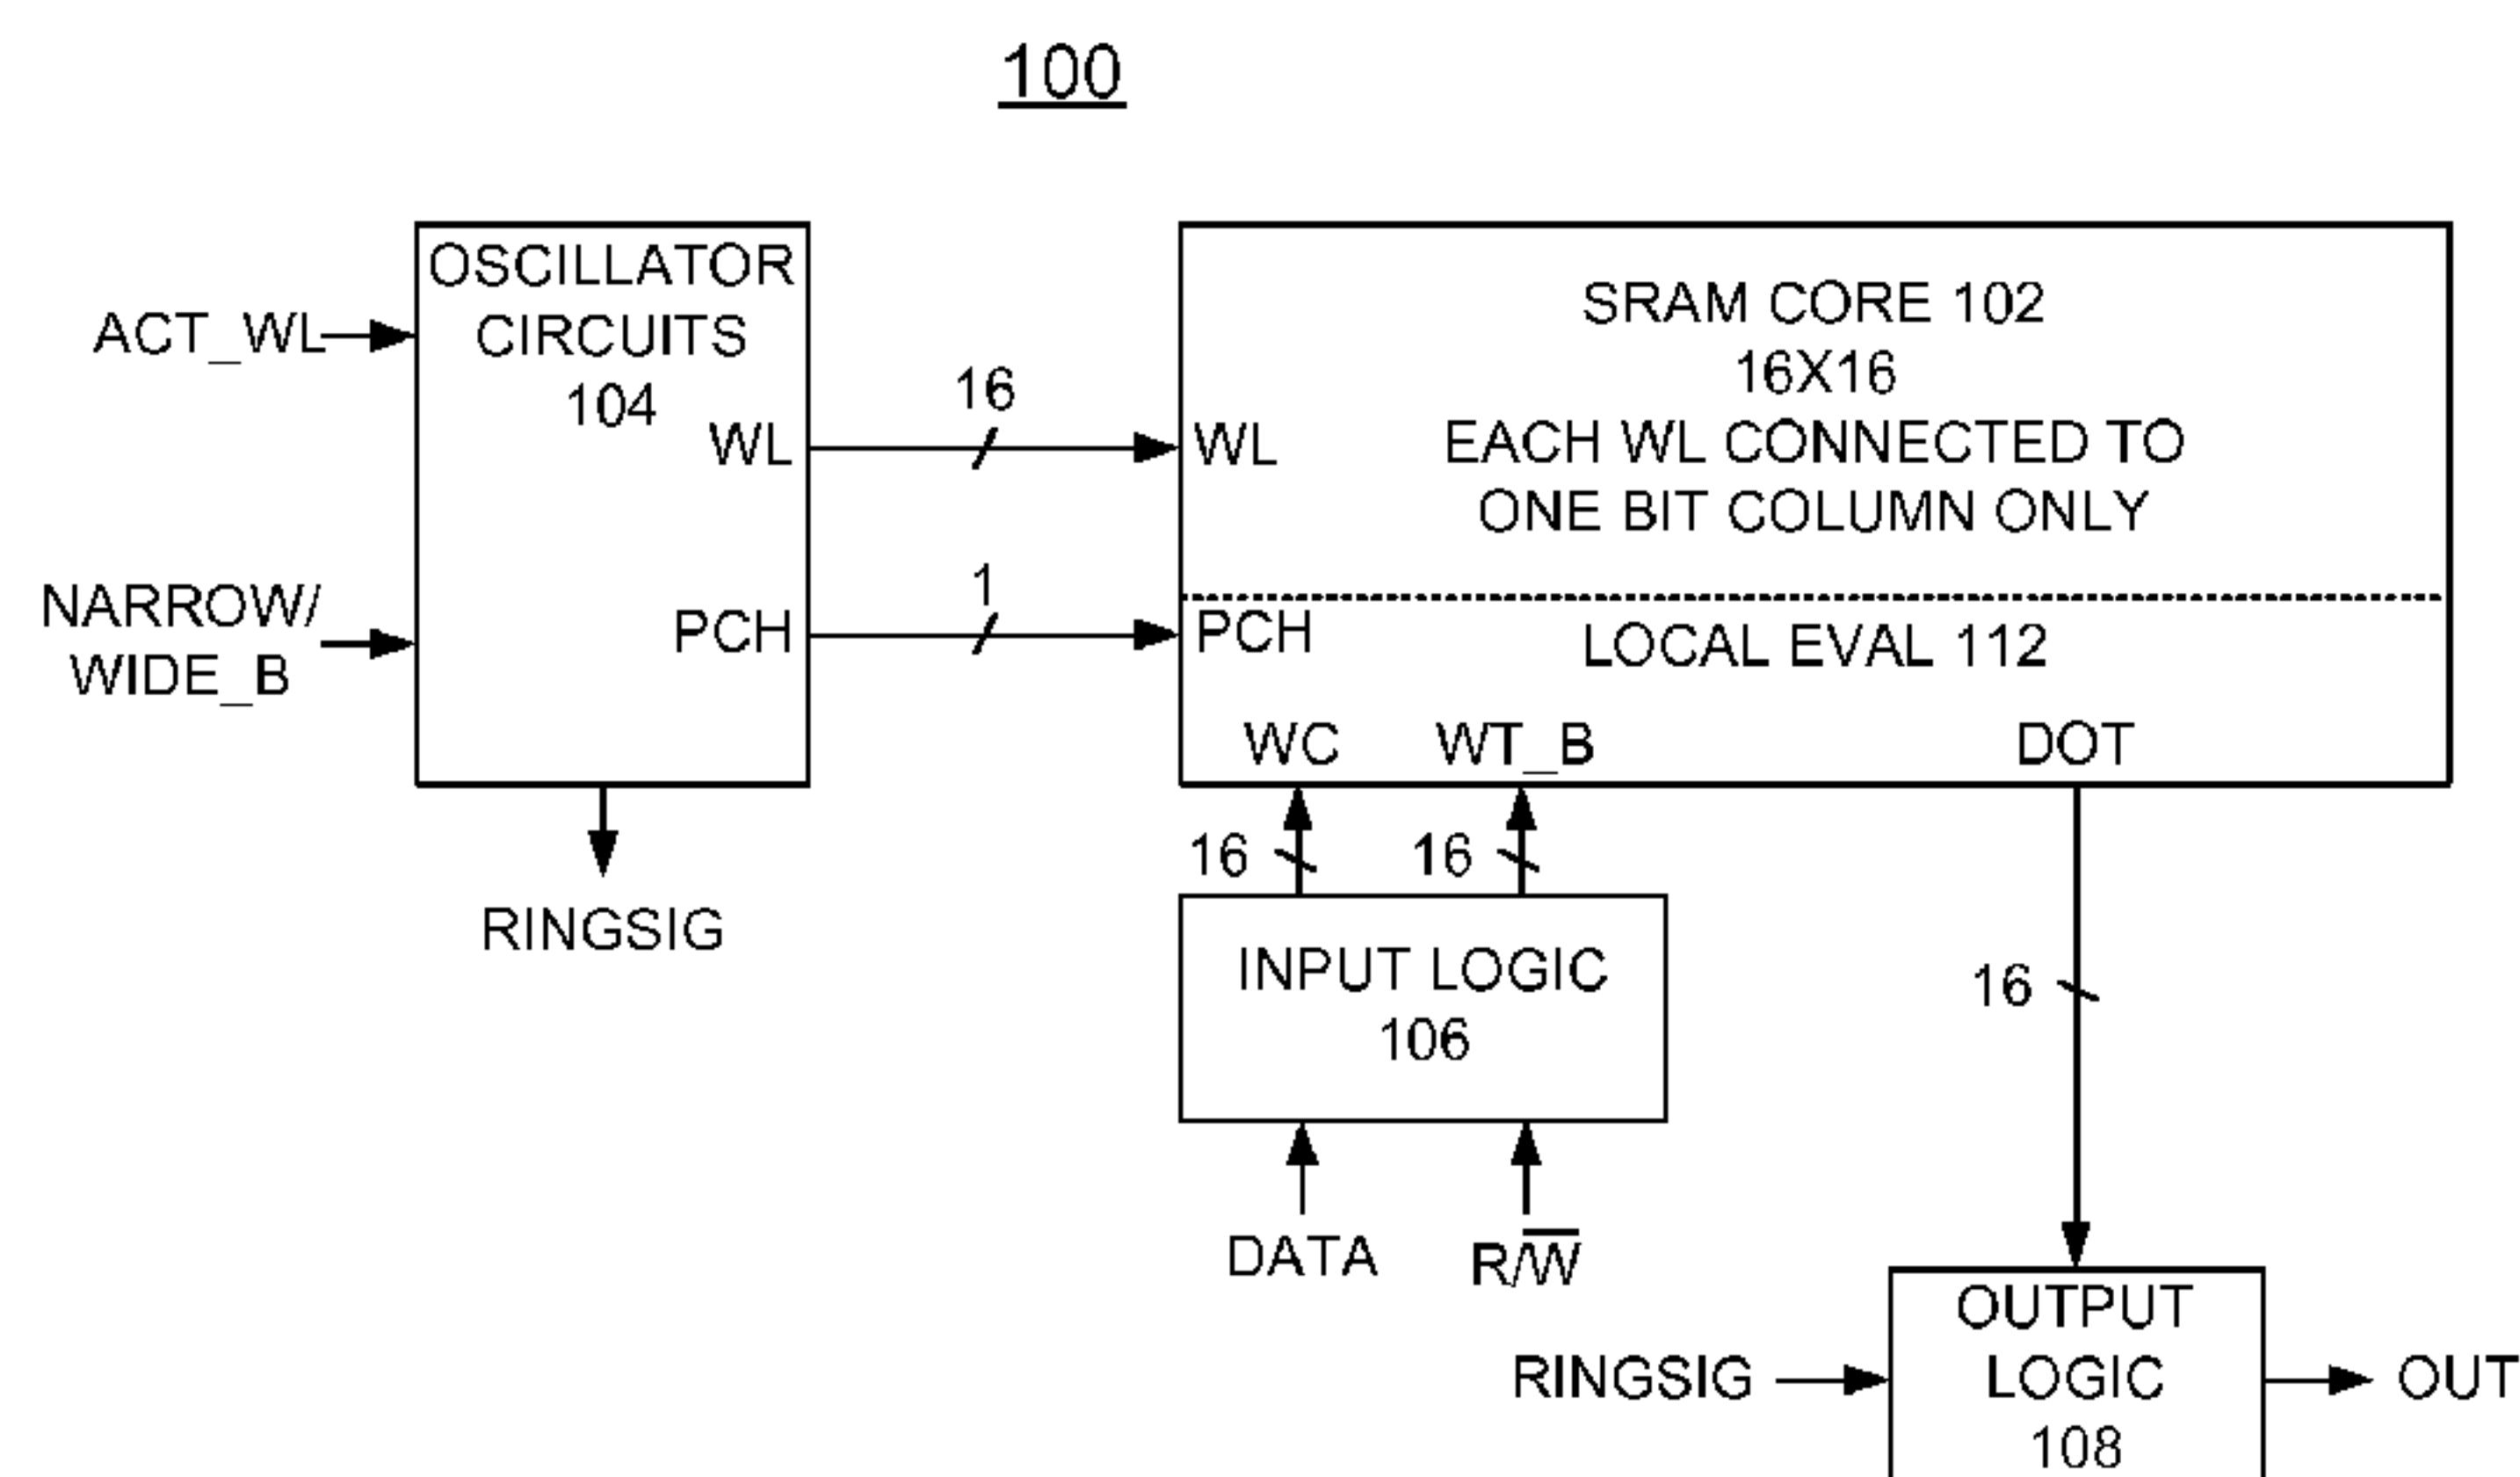 100
OSCILLATOR
CIRCUITS
104
ACT_WL
NARROW/
WIDE_B
WL
PCH
16
1
SRAM CORE 102
16X16
EACH WL CONNECTED TO
ONE BIT COLUMN ONLY
WL
PCH
LOCAL EVAL 112
WC
WT_B
DOT
RINGSIG
16
16
16
INPUT LOGIC
106
DATA
R/W̅
OUTPUT
LOGIC
108
RINGSIG
OUT